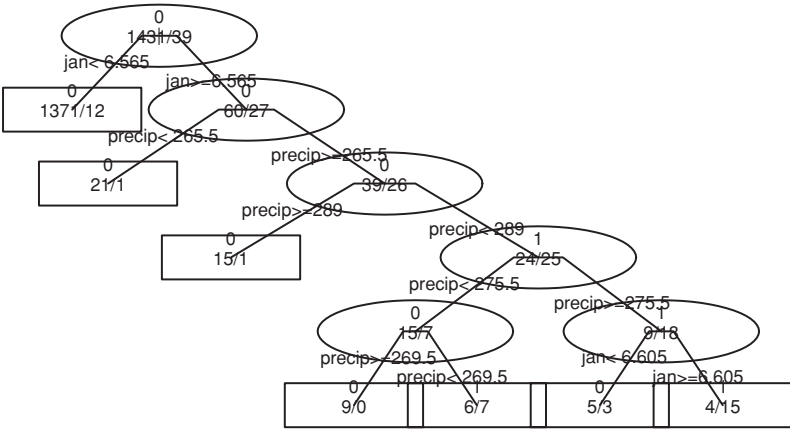 0
1431/39
jan< 6.565
jan>=6.565
0
1371/12
0
60/27
precip< 265.5
precip>=265.5
0
21/1
0
39/26
precip>=289
precip< 289
0
15/1
1
24/25
precip< 275.5
precip>=275.5
0
15/7
1
9/18
precip>=269.5
precip< 269.5
jan< 6.605
jan>=6.605
0
9/0
1
6/7
0
5/3
1
4/15